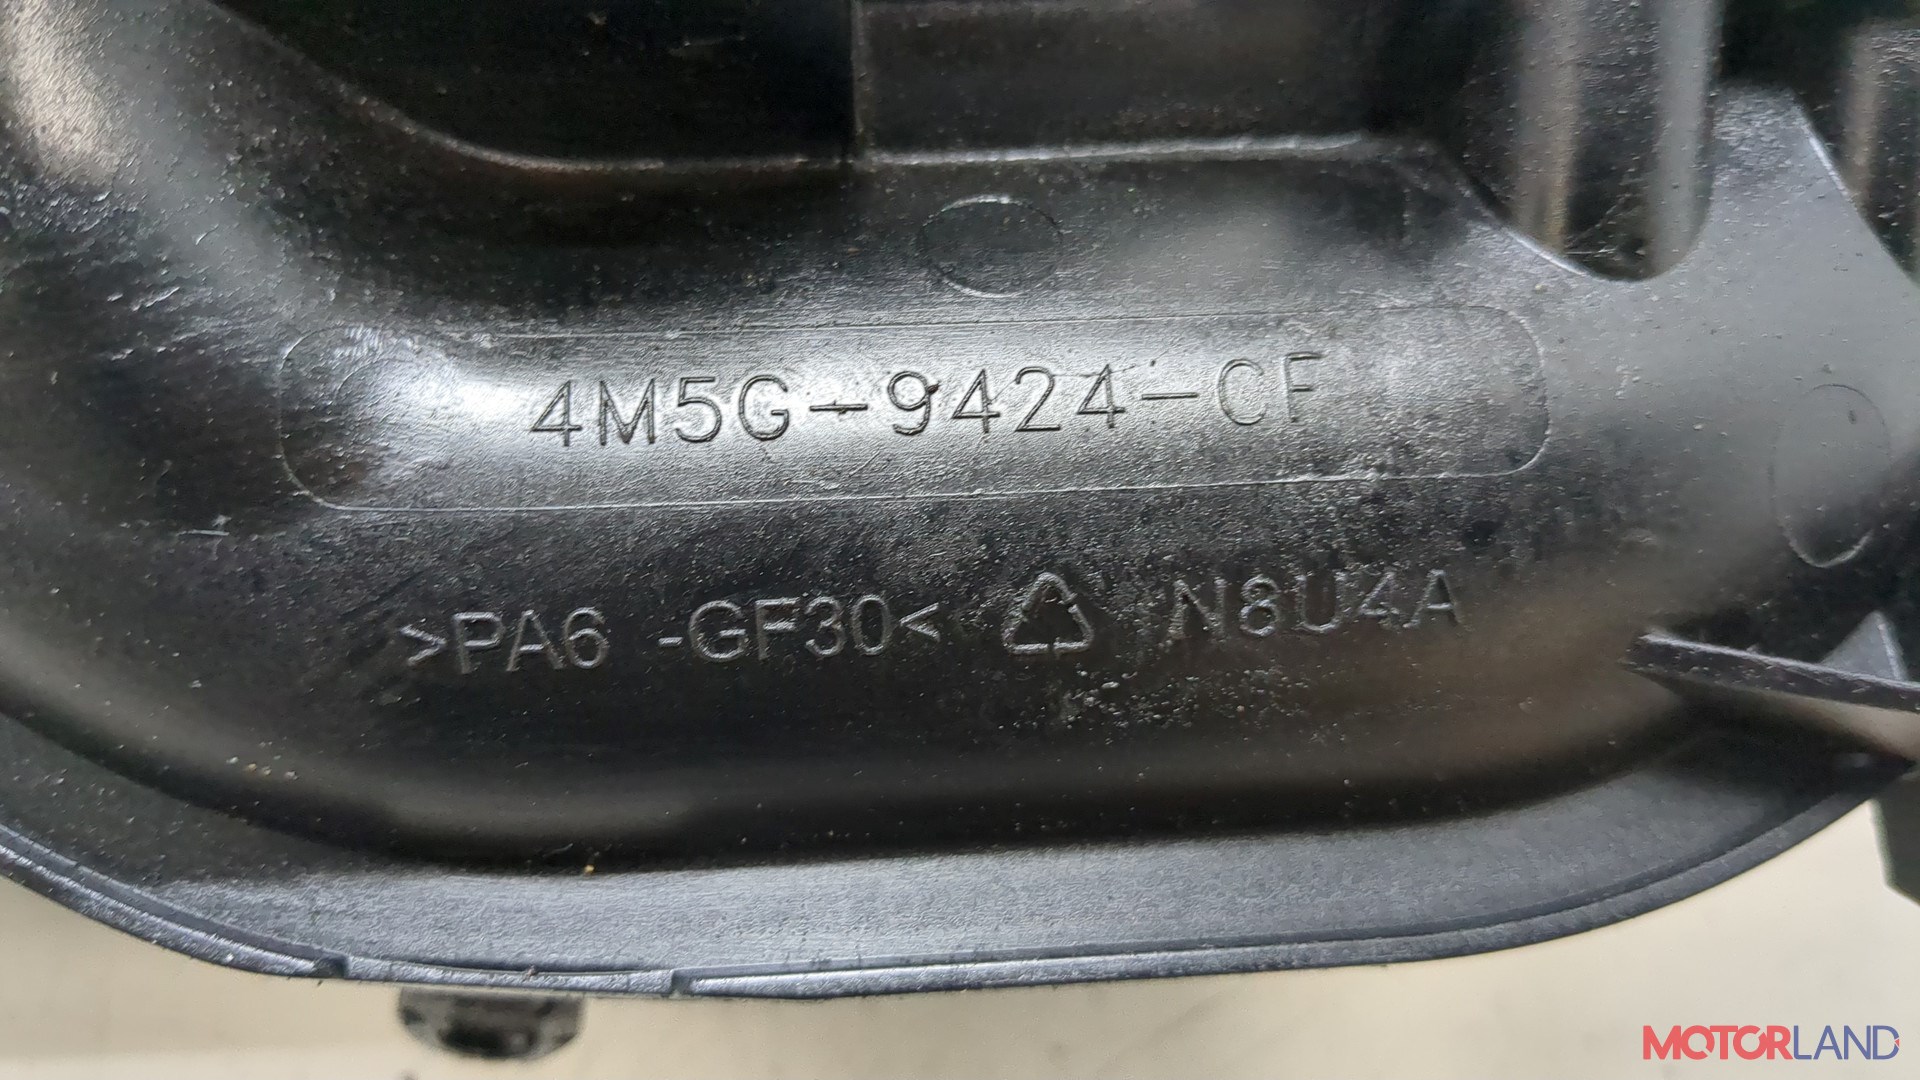 4M5G-9424-CF
>PA6 -GF30< N8U4A
MOTORLAND